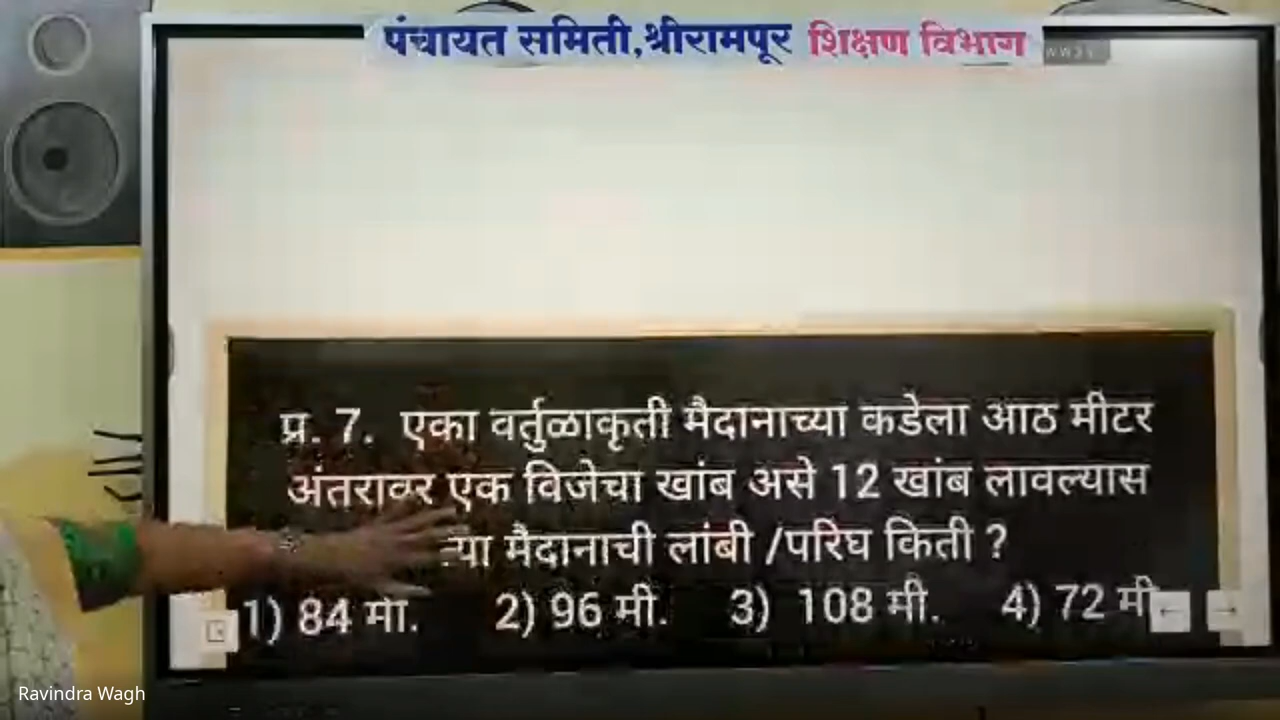 पंचायत समिती,श्रीरामपूर शिक्षण विभाग
प्र. 7. एका वर्तुळाकृती मैदानाच्या कडेला आठ मीटर
अंतरावर एक विजेचा खांब असे 12 खांब लावल्यास
मैदानाची लांबी /परिघ किती ?
1) 84 मी. 2) 96 मी. 3) 108 मी. 4) 72 मी
Ravindra Wagh